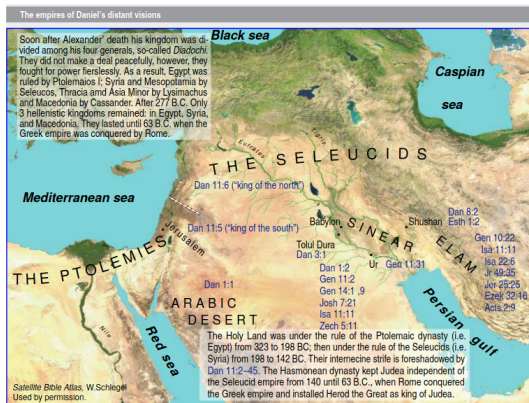 The empires of Daniel's distant visions
Soon after Alexander' death his kingdom was di-
vided among his four generals, so-called Diadochi.
They did not make a deal peacefully, however, they
fought for power fierslessly. As a result, Egypt was
ruled by Ptolemaios I; Syria and Mesopotamia by
Seleucos, Thracia amd Asia Minor by Lysimachus
and Macedonia by Cassander. After 277 B.C. Only
3 hellenistic kingdoms remained: in Egypt, Syria,
and Macedonia. They lasted until 63 B.C. when the
Greek empire was conquered by Rome.
Black sea
Caspian
sea
Eufrates
Tigris
THE SELEUCIDS
Dan 11:6 ("king of the north")
Mediterranean sea
Dan 8:2
Esth 1:2
Babylon
Shushan
SINEAR
ELAM
Dan 11:5 ("king of the south")
Jerusalem
Tolul Dura
Dan 3:1
Ur
Gen 11:31
Gen 10:22
Isa 11:11
Isa 22:6
Jr 49:35
Jer 25:25
Ezek 32:16
Acts 2:9
THE PTOLEMIES
Dan 1:1
Dan 1:2
Gen 11:2
Gen 14:1 ,9
Josh 7:21
Isa 11:11
Zech 5:11
ARABIC
DESERT
Nile
Red sea
Persian gulf
The Holy Land was under the rule of the Ptolemaic dynasty (i.e.
Egypt) from 323 to 198 BC; then under the rule of the Seleucids (i.e.
Syria) from 198 to 142 BC. Their internecine strife is foreshadowed by
Dan 11:2–45. The Hasmonean dynasty kept Judea independent of
the Seleucid empire from 140 until 63 B.C., when Rome conquered
the Greek empire and installed Herod the Great as king of Judea.
Satellite Bible Atlas, W.Schlegel
Used by permission.